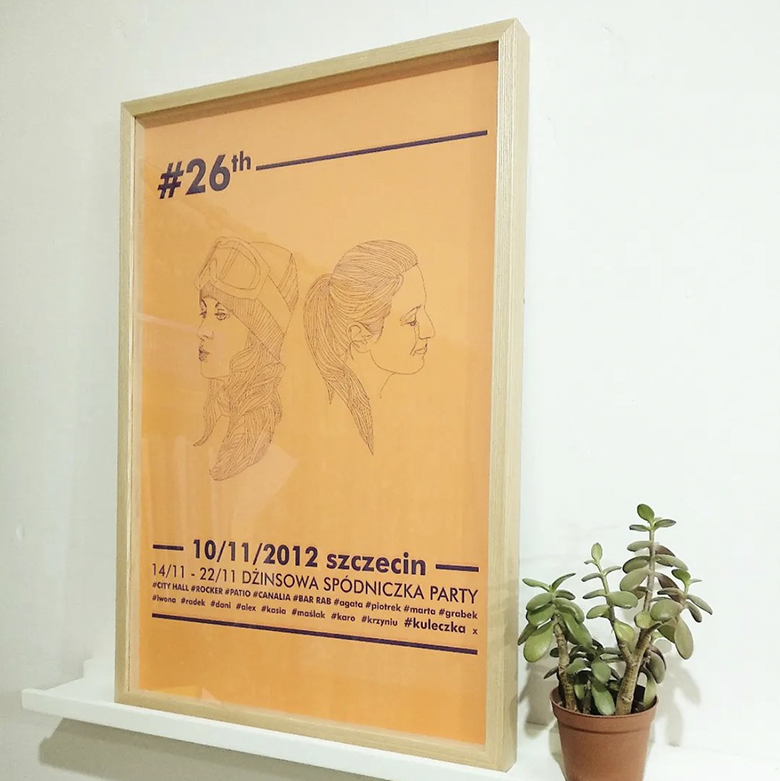 #26th
10/11/2012 szczecin
14/11 - 22/11 DŻINSOWA SPÓDNICZKA PARTY
#CITY HALL #ROCKER #PATIO #CANALIA #BAR RAB #agata #piotrek #marta #grabek
#iwona #radek #doni #alex #kasia #maślak #karo #krzyniu #kuleczka x